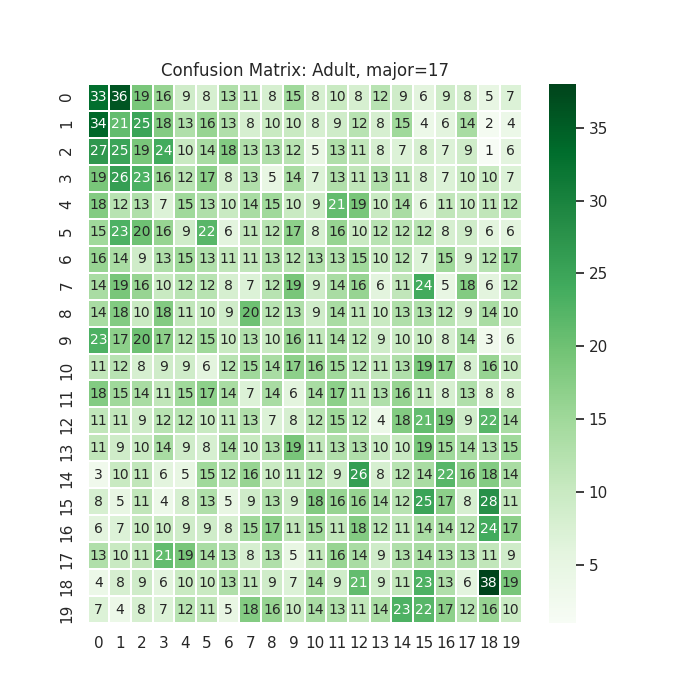 Confusion Matrix: Adult, major=17
0 33 36 19 16 9 8 13 11 8 15 8 10 8 12 9 6 9 8 5 7
1 34 21 25 18 13 16 13 8 10 10 8 9 12 8 15 4 6 14 2 4
2 27 25 19 24 10 14 18 13 13 12 5 13 11 8 7 8 7 9 1 6
3 19 26 23 16 12 17 8 13 5 14 7 13 11 13 11 8 7 10 10 7
4 18 12 13 7 15 13 10 14 15 10 9 21 19 10 14 6 11 10 11 12
5 15 23 20 16 9 22 6 11 12 17 8 16 10 12 12 12 8 9 6 6
6 16 14 9 13 15 13 11 11 13 12 13 13 15 10 12 7 15 9 12 17
7 14 19 16 10 12 12 8 7 12 19 9 14 16 6 11 24 5 18 6 12
8 14 18 10 18 11 10 9 20 12 13 9 14 11 10 13 13 12 9 14 10
9 23 17 20 17 12 15 10 13 10 16 11 14 12 9 10 10 8 14 3 6
10 11 12 8 9 9 6 12 15 14 17 16 15 12 11 13 19 17 8 16 10
11 18 15 14 11 15 17 14 7 14 6 14 17 11 13 16 11 8 13 8 8
12 11 11 9 12 12 10 11 13 7 8 12 15 12 4 18 21 19 9 22 14
13 11 9 10 14 9 8 14 10 13 19 11 13 13 10 10 19 15 14 13 15
14 3 10 11 6 5 15 12 16 10 11 12 9 26 8 12 14 22 16 18 14
15 8 5 11 4 8 13 5 9 13 9 18 16 16 14 12 25 17 8 28 11
16 6 7 10 10 9 9 8 15 17 11 15 11 18 12 11 14 14 12 24 17
17 13 10 11 21 19 14 13 8 13 5 11 16 14 9 13 14 13 13 11 9
18 4 8 9 6 10 10 13 11 9 7 14 9 21 9 11 23 13 6 38 19
19 7 4 8 7 12 11 5 18 16 10 14 13 11 14 23 22 17 12 16 10
0 1 2 3 4 5 6 7 8 9 10 11 12 13 14 15 16 17 18 19
35
30
25
20
15
10
5